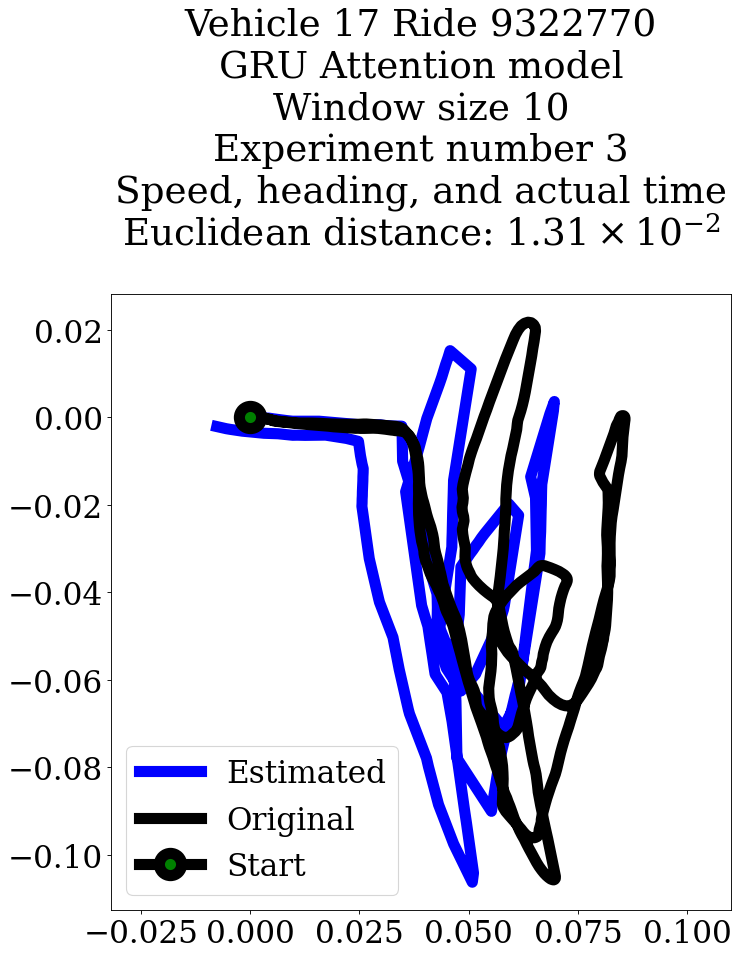 Vehicle 17 Ride 9322770
GRU Attention model
Window size 10
Experiment number 3
Speed, heading, and actual time
Euclidean distance: 1.31 × 10⁻²
0.02
0.00
−0.02
−0.04
−0.06
−0.08
−0.10
Estimated
Original
Start
−0.025 0.000 0.025 0.050 0.075 0.100